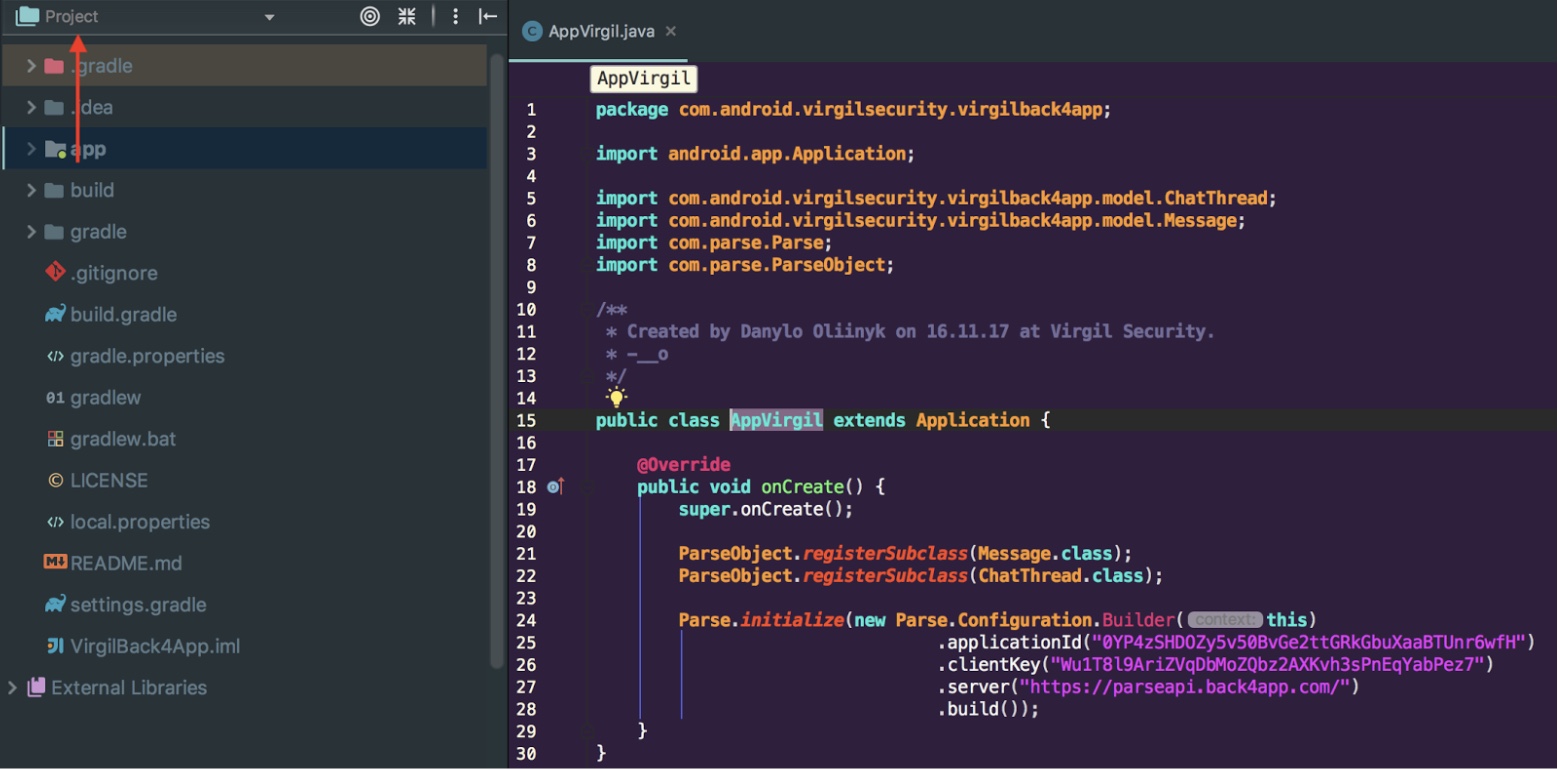 Project
.gradle
.idea
app
build
gradle
.gitignore
build.gradle
gradle.properties
gradlew
gradlew.bat
LICENSE
local.properties
README.md
settings.gradle
VirgilBack4App.iml
External Libraries
AppVirgil.java
AppVirgil
1 package com.android.virgilsecurity.virgilback4app;
2
3 import android.app.Application;
4
5 import com.android.virgilsecurity.virgilback4app.model.ChatThread;
6 import com.android.virgilsecurity.virgilback4app.model.Message;
7 import com.parse.Parse;
8 import com.parse.ParseObject;
9
10 /**
11 * Created by Danylo Oliinyk on 16.11.17 at Virgil Security.
12 * -__o
13 */
14
15 public class AppVirgil extends Application {
16
17 @Override
18 public void onCreate() {
19 super.onCreate();
20
21 ParseObject.registerSubclass(Message.class);
22 ParseObject.registerSubclass(ChatThread.class);
23
24 Parse.initialize(new Parse.Configuration.Builder( context: this)
25 .applicationId("0YP4zSHDOZy5v50BvGe2ttGRkGbuXaaBTUnr6wfH")
26 .clientKey("Wu1T8l9AriZVqDbMoZQbz2AXKvh3sPnEqYabPez7")
27 .server("https://parseapi.back4app.com/")
28 .build());
29 }
30 }